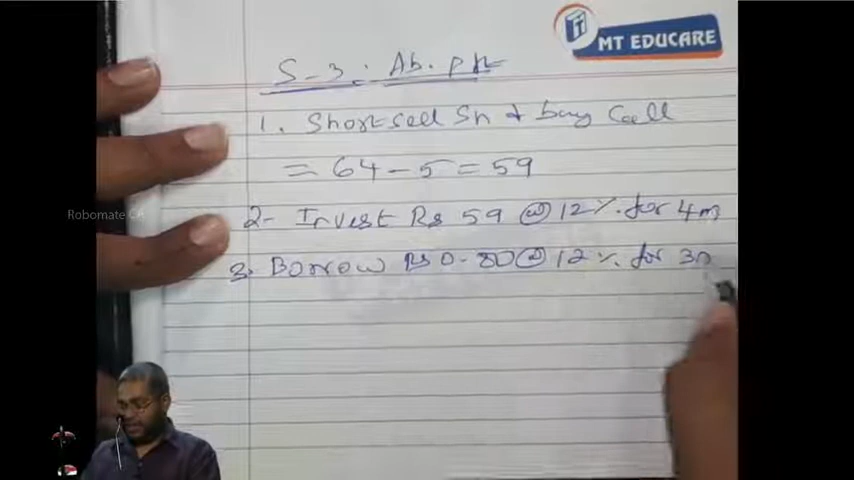 MT EDUCARE
S-3: Ab. pft
1. Short sell Sh & buy Call
= 64 - 5 = 59
Robomate CA
2- Invest Rs 59 @ 12%. for 4m
3. Borrow Rs 0.80 @ 12%. for 3m